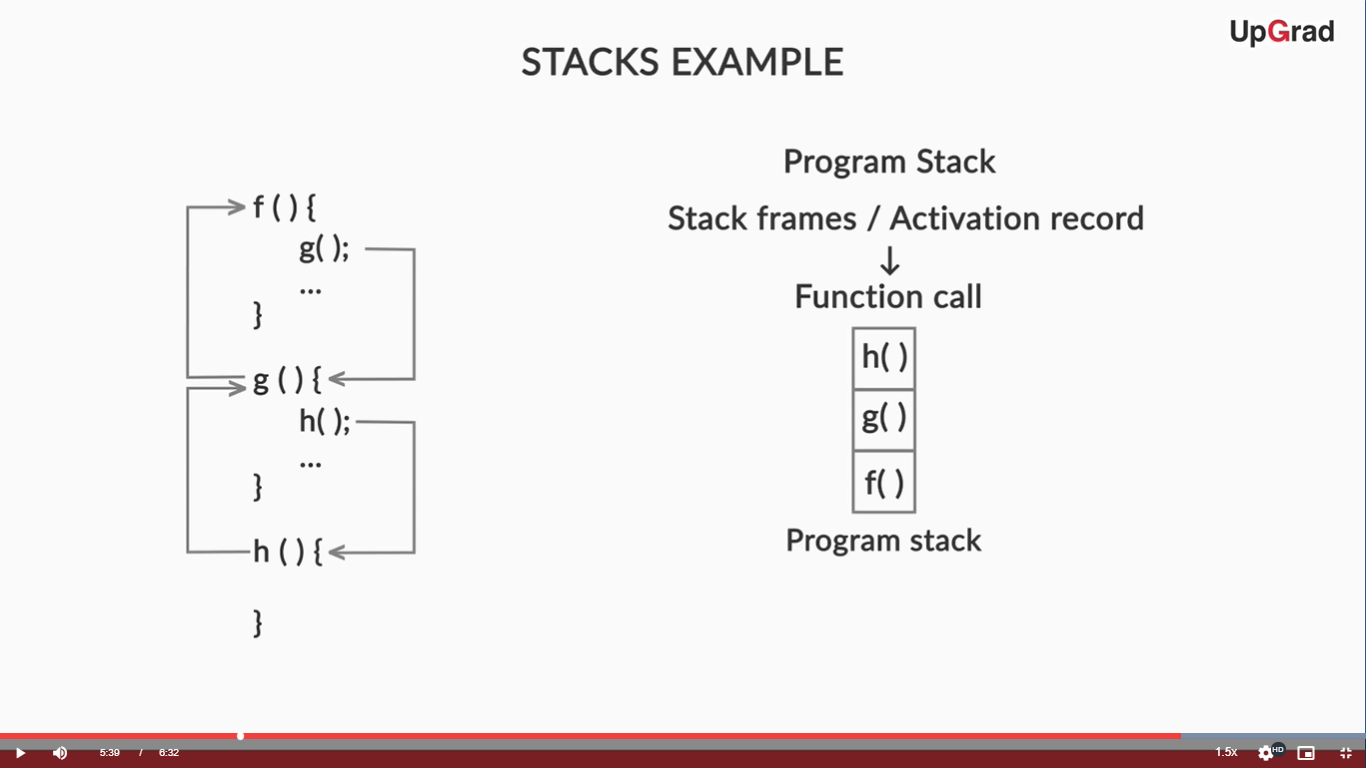 UpGrad
STACKS EXAMPLE
f ( ) {
g( );
...
}
g ( ) {
h( );
...
}
h ( ) {
}
Program Stack
Stack frames / Activation record
↓
Function call
h( )
g( )
f( )
Program stack
5:39 / 6:32
1.5x
HD